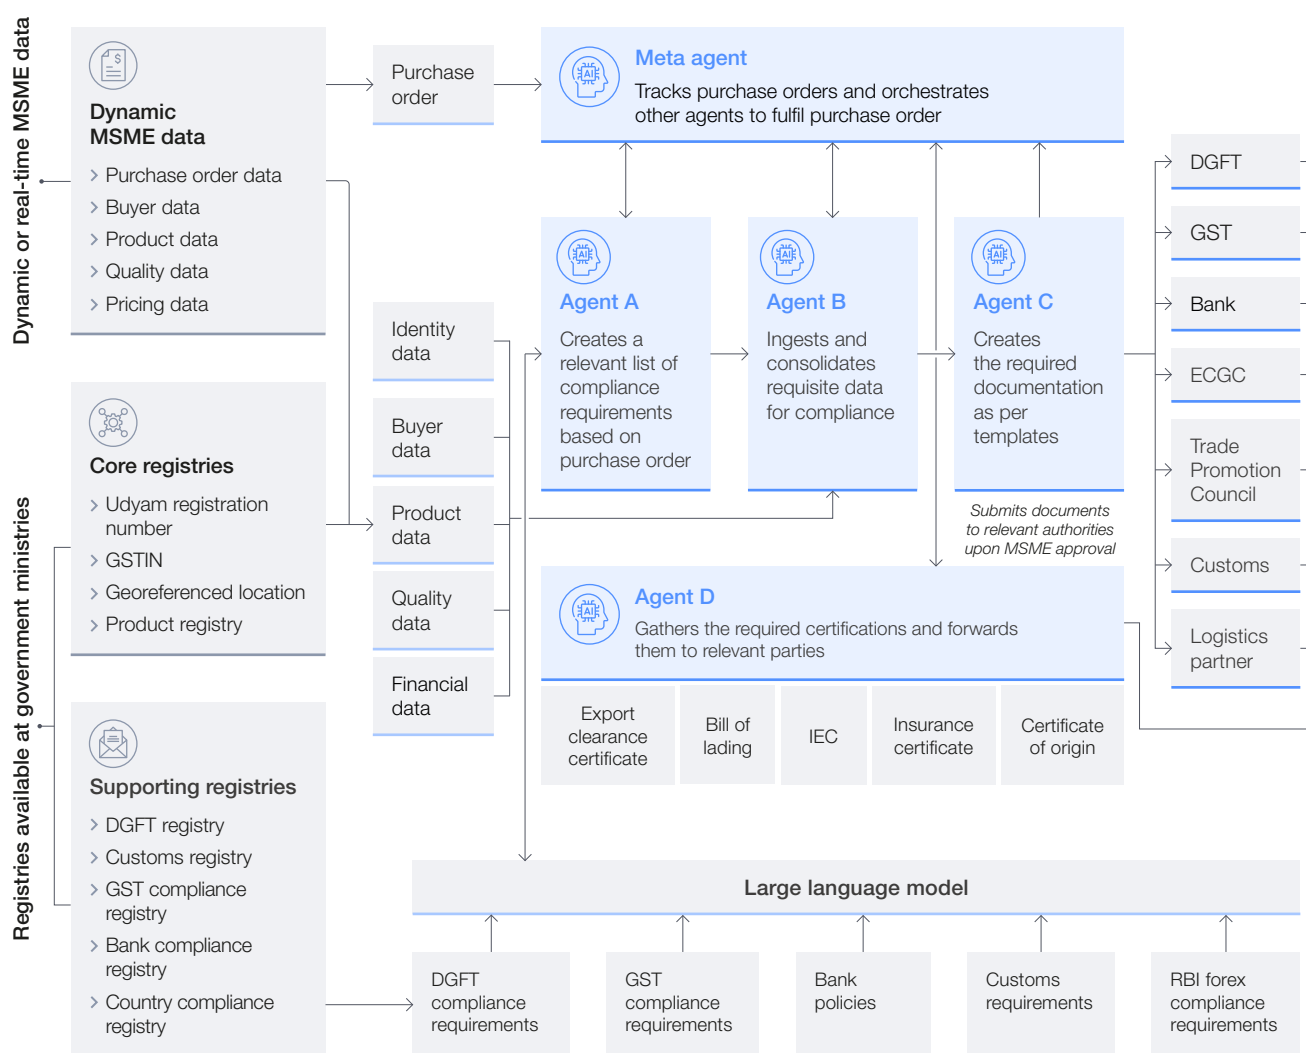 Dynamic or real-time MSME data
Dynamic
MSME data
Purchase order data
Buyer data
Product data
Quality data
Pricing data
Registries available at government ministries
Core registries
Udyam registration
number
GSTIN
Georeferenced location
Product registry
Supporting registries
DGFT registry
Customs registry
GST compliance
registry
Bank compliance
registry
Country compliance
registry
Purchase
order
Identity
data
Buyer
data
Product
data
Quality
data
Financial
data
AI
Meta agent
Tracks purchase orders and orchestrates
other agents to fulfil purchase order
AI
Agent A
Creates a
relevant list of
compliance
requirements
based on
purchase order
AI
Agent B
Ingests and
consolidates
requisite data
for compliance
AI
Agent C
Creates
the required
documentation
as per
templates
Submits documents
to relevant authorities
upon MSME approval
AI
Agent D
Gathers the required certifications and forwards
them to relevant parties
Export
clearance
certificate
Bill of
lading
IEC
Insurance
certificate
Certificate
of origin
DGFT
GST
Bank
ECGC
Trade
Promotion
Council
Customs
Logistics
partner
Large language model
DGFT
compliance
requirements
GST
compliance
requirements
Bank
policies
Customs
requirements
RBI forex
compliance
requirements